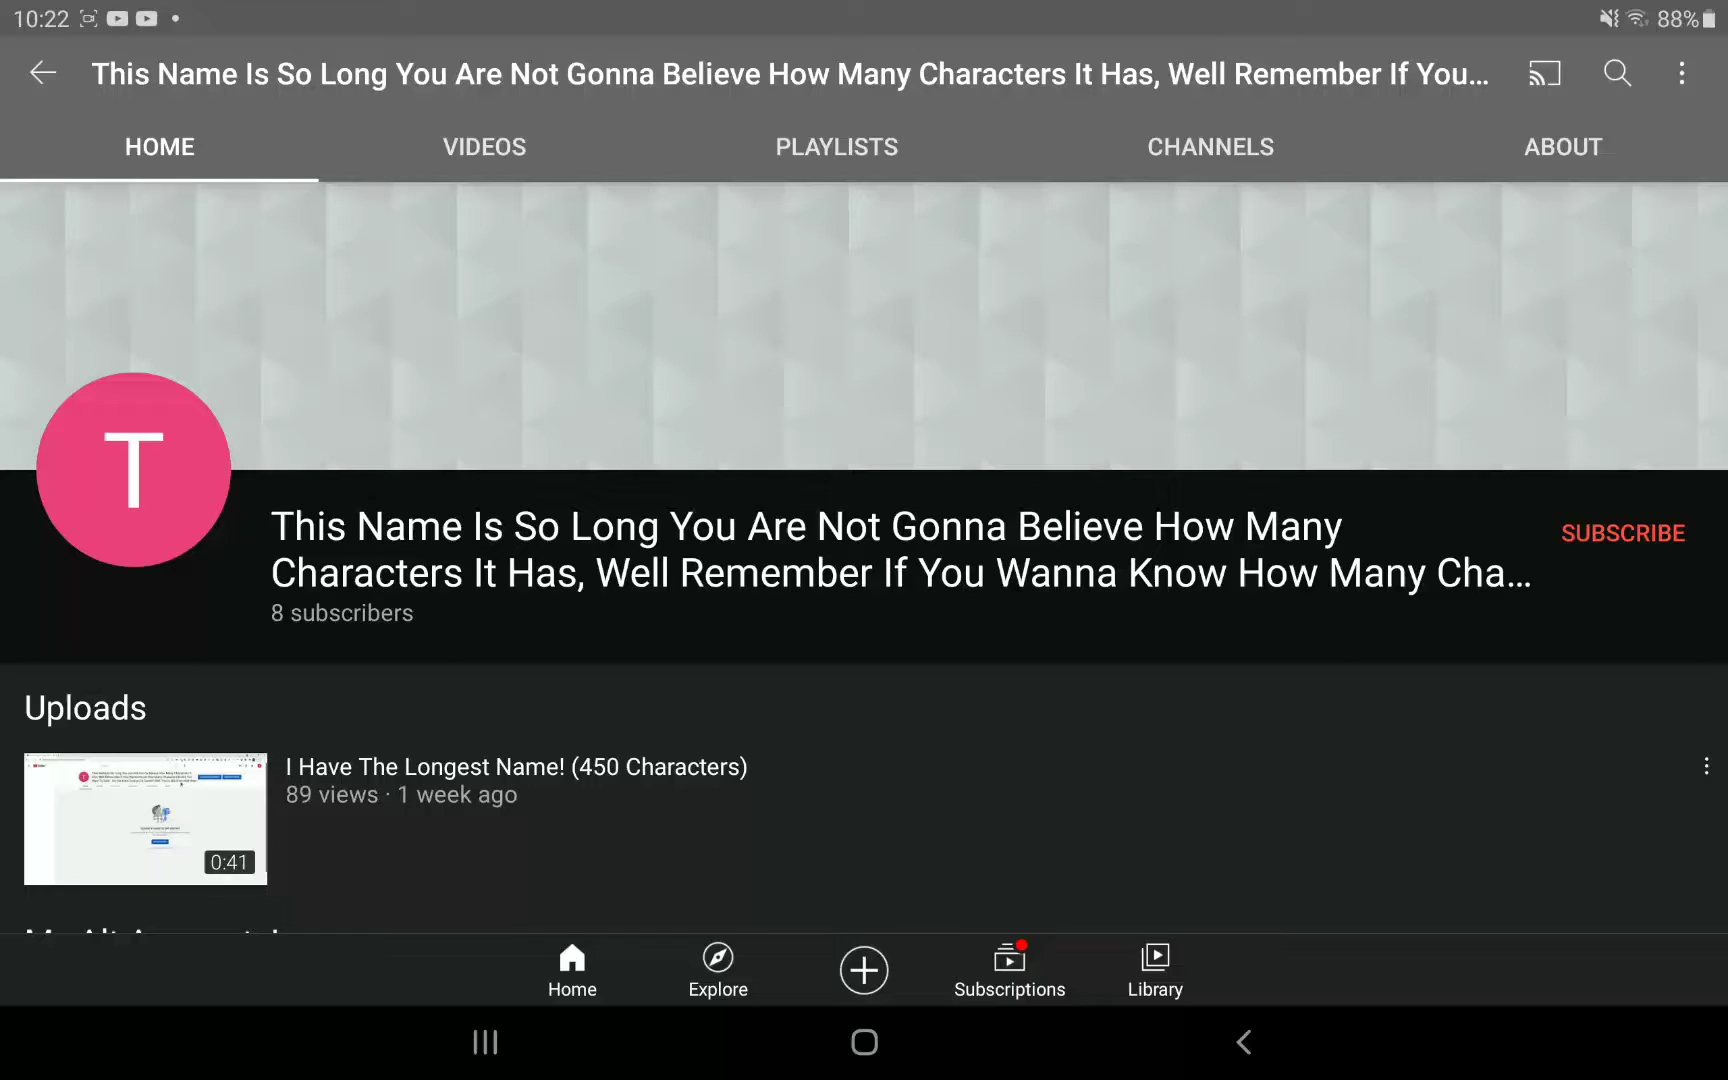 10:22
88%
This Name Is So Long You Are Not Gonna Believe How Many Characters It Has, Well Remember If You...
HOME VIDEOS PLAYLISTS CHANNELS ABOUT
T
This Name Is So Long You Are Not Gonna Believe How Many
Characters It Has, Well Remember If You Wanna Know How Many Cha...
SUBSCRIBE
8 subscribers
Uploads
I Have The Longest Name! (450 Characters)
89 views · 1 week ago
0:41
Home Explore Subscriptions Library